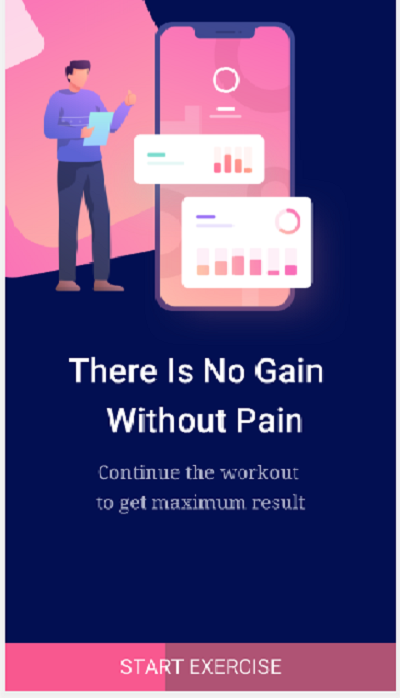 There Is No Gain
Without Pain
Continue the workout
to get maximum result
START EXERCISE